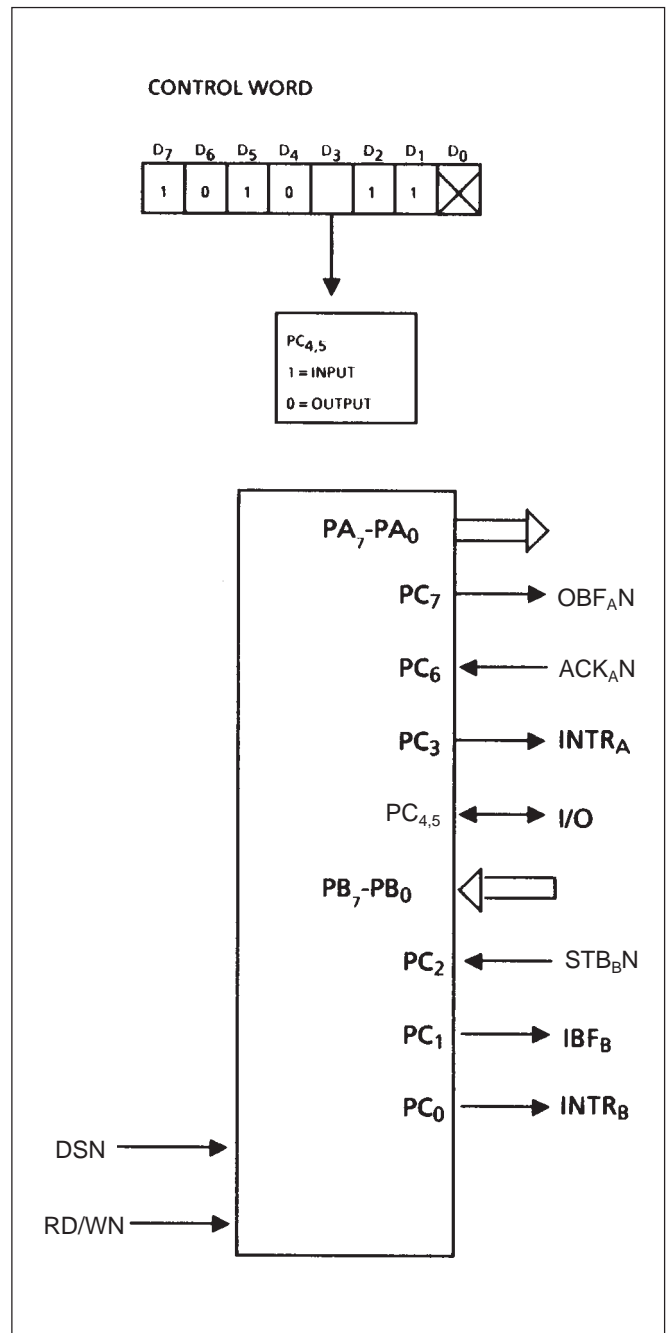 CONTROL WORD
D7 D6 D5 D4 D3 D2 D1 D0
1 0 1 0 1 1
PC4,5
1 = INPUT
0 = OUTPUT
PA7-PA0
PC7 OBFAN
PC6 ACKAN
PC3 INTRA
PC4,5 I/O
PB7-PB0
PC2 STBBN
PC1 IBFB
PC0 INTRB
DSN
RD/WN